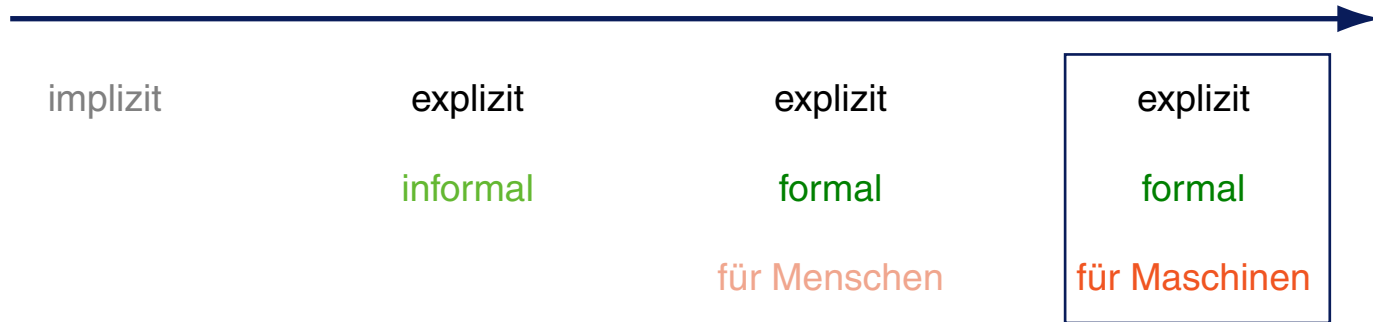 implizit explizit explizit explizit
informal formal formal
für Menschen für Maschinen